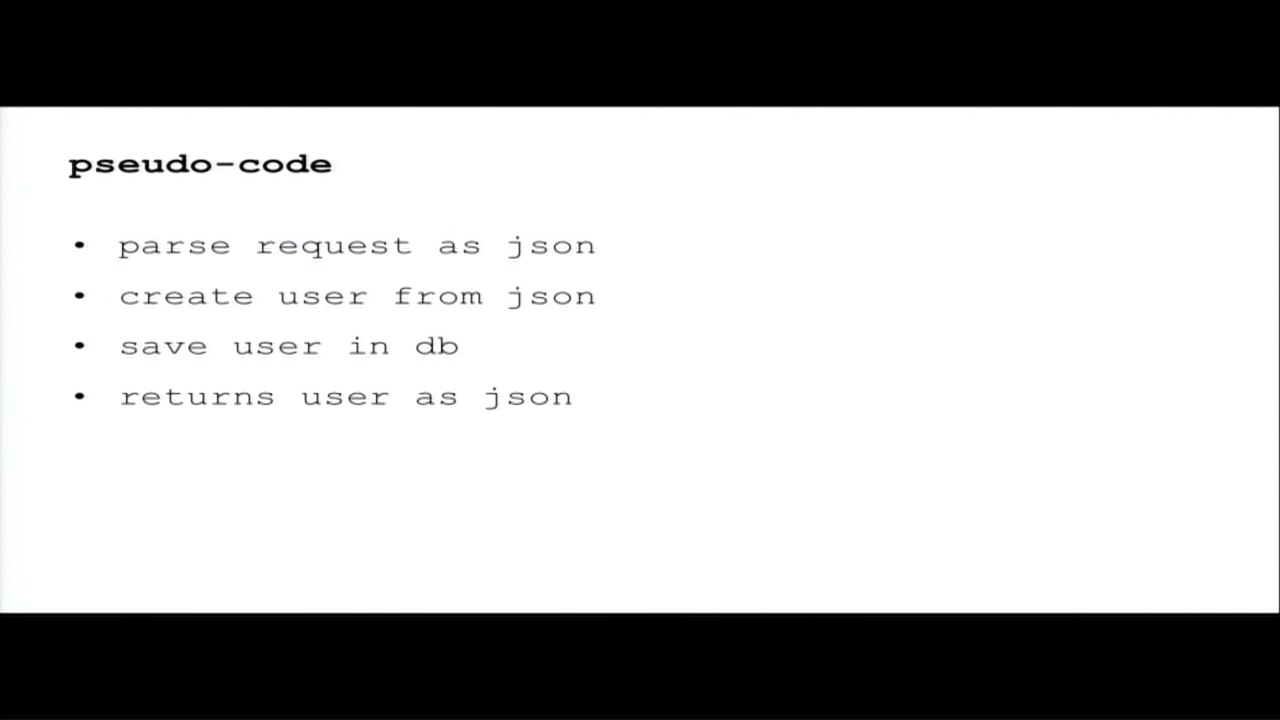 pseudo-code
• parse request as json
• create user from json
• save user in db
• returns user as json